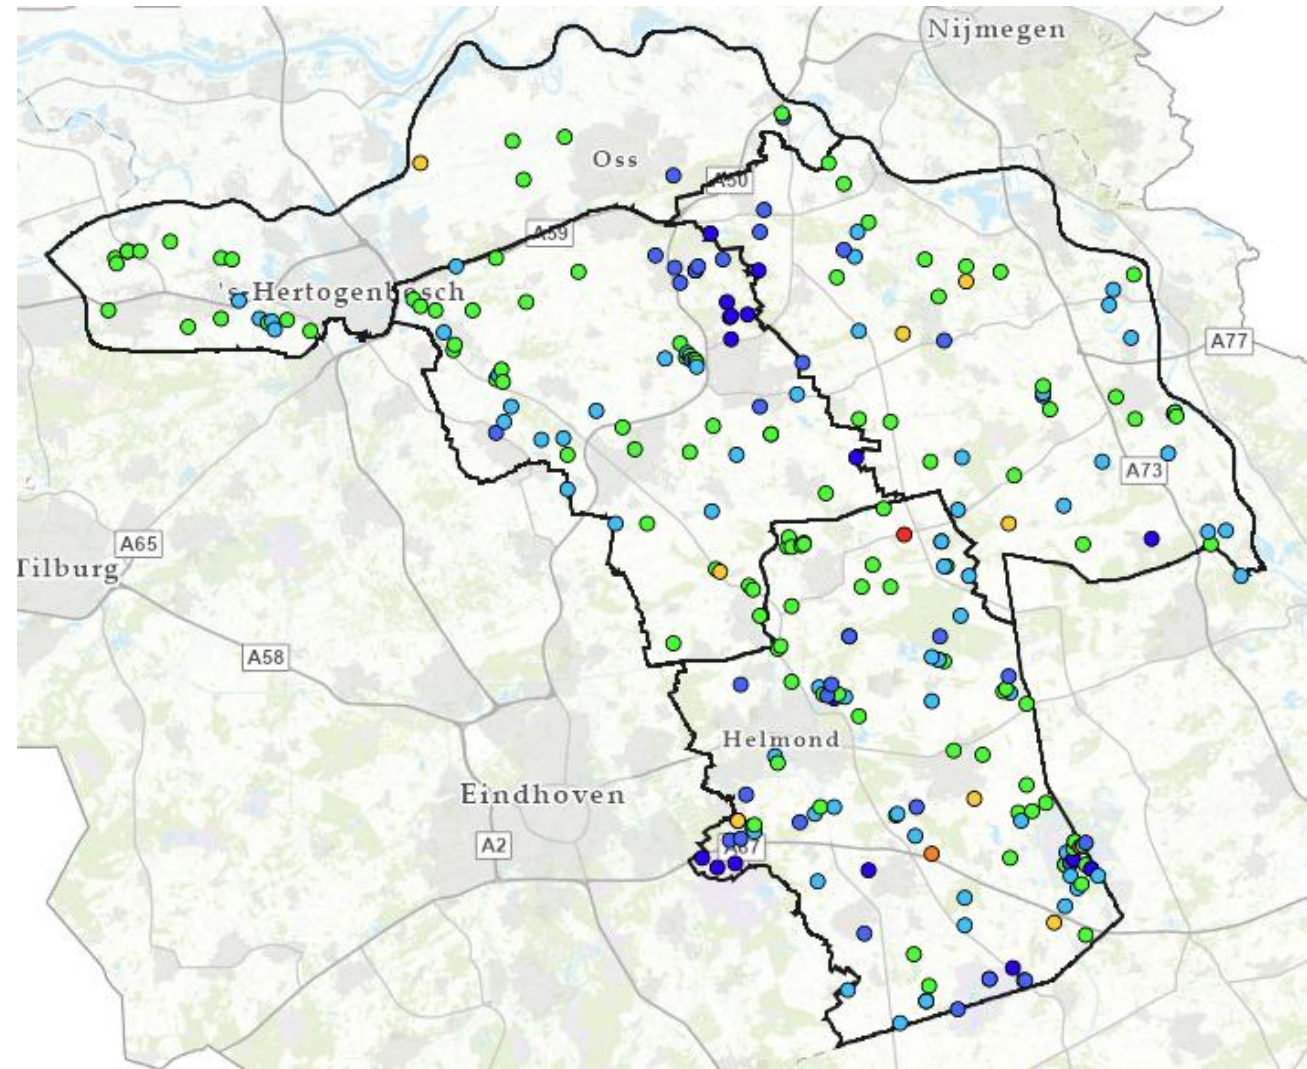 Nijmegen
Oss
A50
A59
's-Hertogenbosch
A77
A73
A65
Tilburg
A58
Helmond
Eindhoven
A2
A67